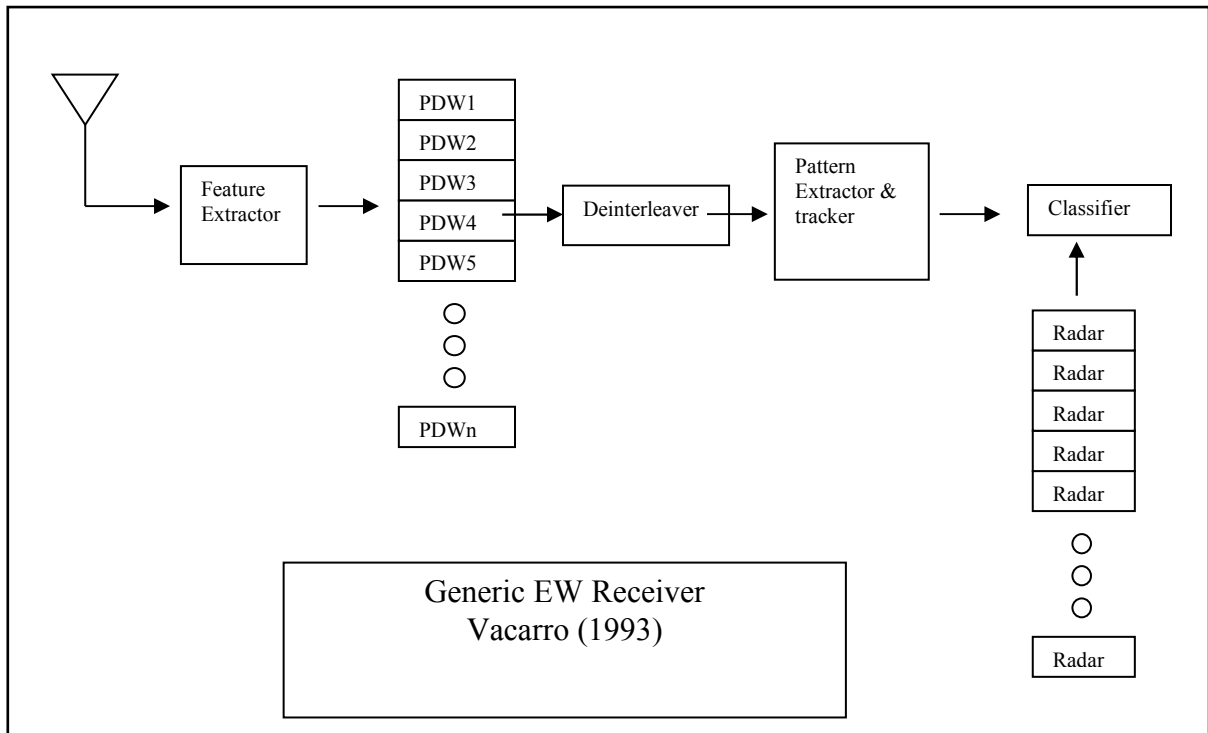 PDW1
PDW2
PDW3
PDW4
PDW5
PDWn
Feature
Extractor
Deinterleaver
Pattern
Extractor &
tracker
Classifier
Radar
Radar
Radar
Radar
Radar
Radar
Generic EW Receiver
Vacarro (1993)